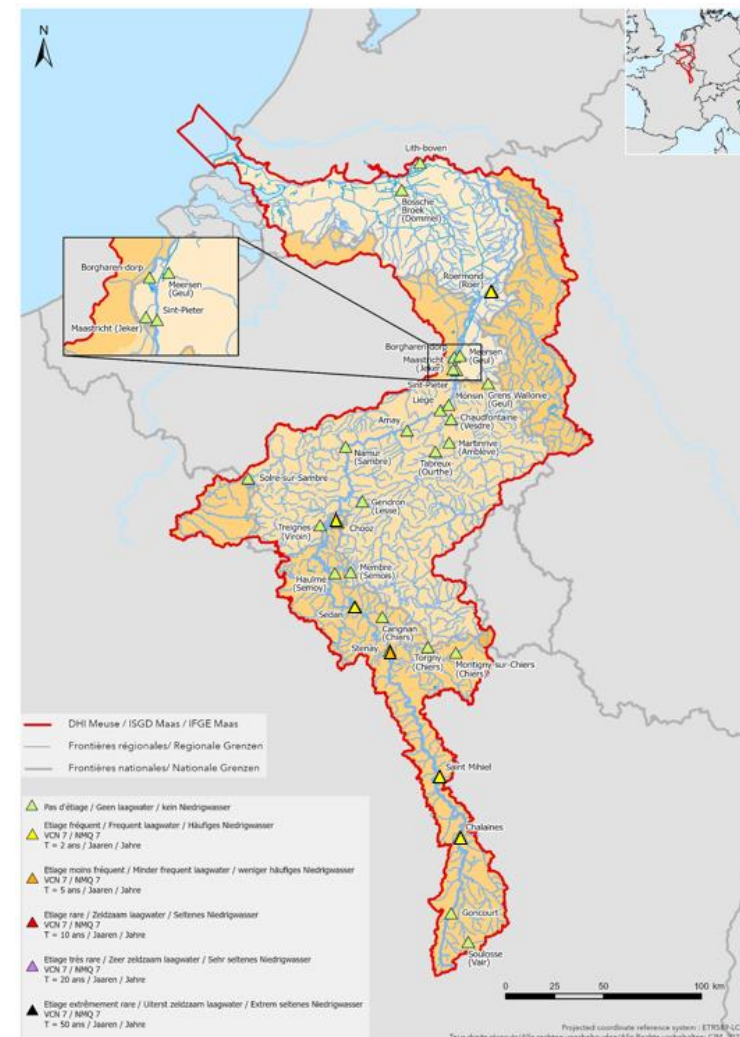 N
Lith-boven
Bossche
Broek
(Dommel)
Roermond
(Roer)
Borgharen-dorp
Meersen
(Geul)
Sint-Pieter
Maastricht (Jeker)
Borgharen-dorp
Maastricht
(Jeker)
Meersen
(Geul)
Sint-Pieter
Grens Wallonie
(Geul)
Monsin
Liège
Chaudfontaine
(Vesdre)
Amay
Martinrive
(Amblève)
Namur
(Sambre)
Tabreux
(Ourthe)
Solre-sur-Sambre
Gendron
(Lesse)
Treignes
(Viroin)
Chooz
Membre
(Semois)
Haulmé
(Semoy)
Sedan
Carignan
(Chiers)
Stenay
Torgny
(Chiers)
Montigny-sur-Chiers
(Chiers)
Saint Mihiel
Chalaines
Goncourt
Soulosse
(Vair)
DHI Meuse / ISGD Maas / IFGE Maas
Frontières régionales/ Regionale Grenzen
Frontières nationales/ Nationale Grenzen
Pas d'étiage / Geen laagwater / kein Niedrigwasser
Etiage fréquent / Frequent laagwater / Häufiges Niedrigwasser
VCN 7 / NMQ 7
T = 2 ans / Jaaren / Jahre
Etiage moins fréquent / Minder frequent laagwater / weniger häufiges Niedrigwasser
VCN 7 / NMQ 7
T = 5 ans / Jaaren / Jahre
Etiage rare / Zeldzaam laagwater / Seltenes Niedrigwasser
VCN 7 / NMQ 7
T = 10 ans / Jaaren / Jahre
Etiage très rare / Zeer zeldzaam laagwater / Sehr seltenes Niedrigwasser
VCN 7 / NMQ 7
T = 20 ans / Jaaren / Jahre
Etiage extrêmement rare / Uiterst zeldzaam laagwater / Extrem seltenes Niedrigwasser
VCN 7 / NMQ 7
T = 50 ans / Jaaren / Jahre
0 50 100 km
Projected coordinate reference system : ETRS89-LC